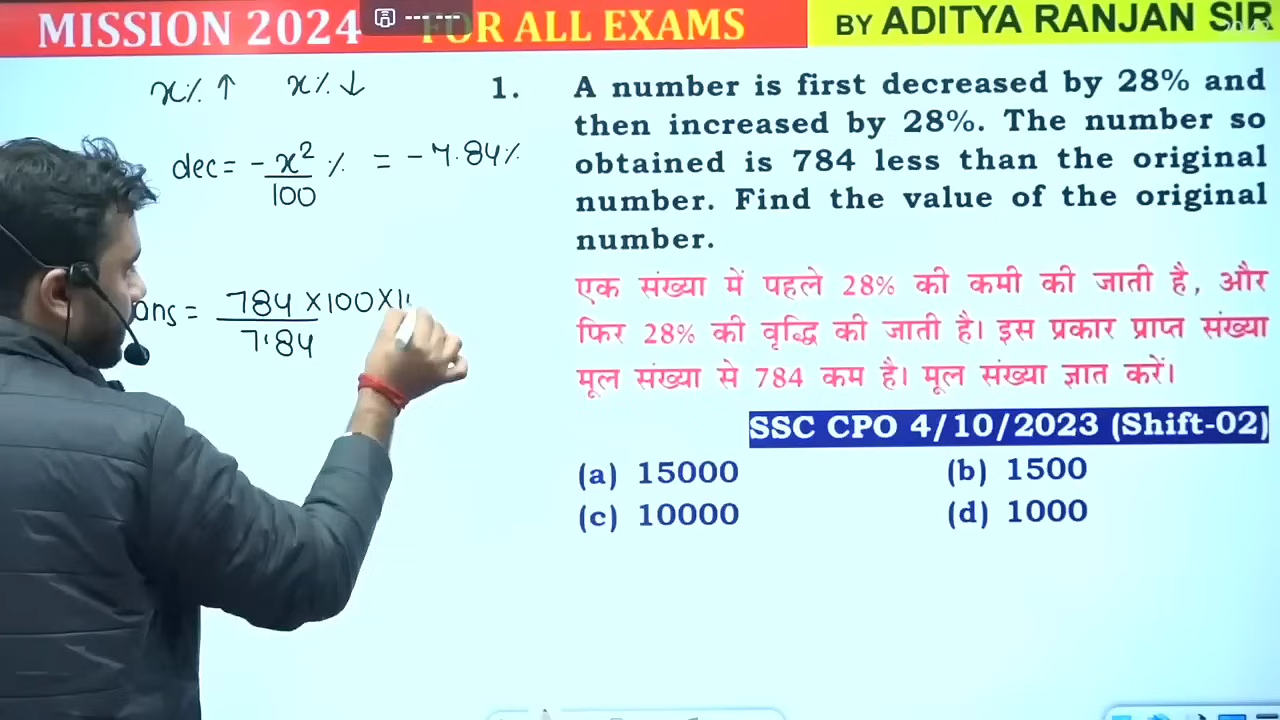 MISSION 2024 FOR ALL EXAMS
BY ADITYA RANJAN SIR
x% ↑ x% ↓
dec = -x²/100 % = -7.84%
ans = 784 ×100×1
7.84
1. A number is first decreased by 28% and
then increased by 28%. The number so
obtained is 784 less than the original
number. Find the value of the original
number.
एक संख्या में पहले 28% की कमी की जाती है, और
फिर 28% की वृद्धि की जाती है। इस प्रकार प्राप्त संख्या
मूल संख्या से 784 कम है। मूल संख्या ज्ञात करें।
SSC CPO 4/10/2023 (Shift-02)
(a) 15000 (b) 1500
(c) 10000 (d) 1000